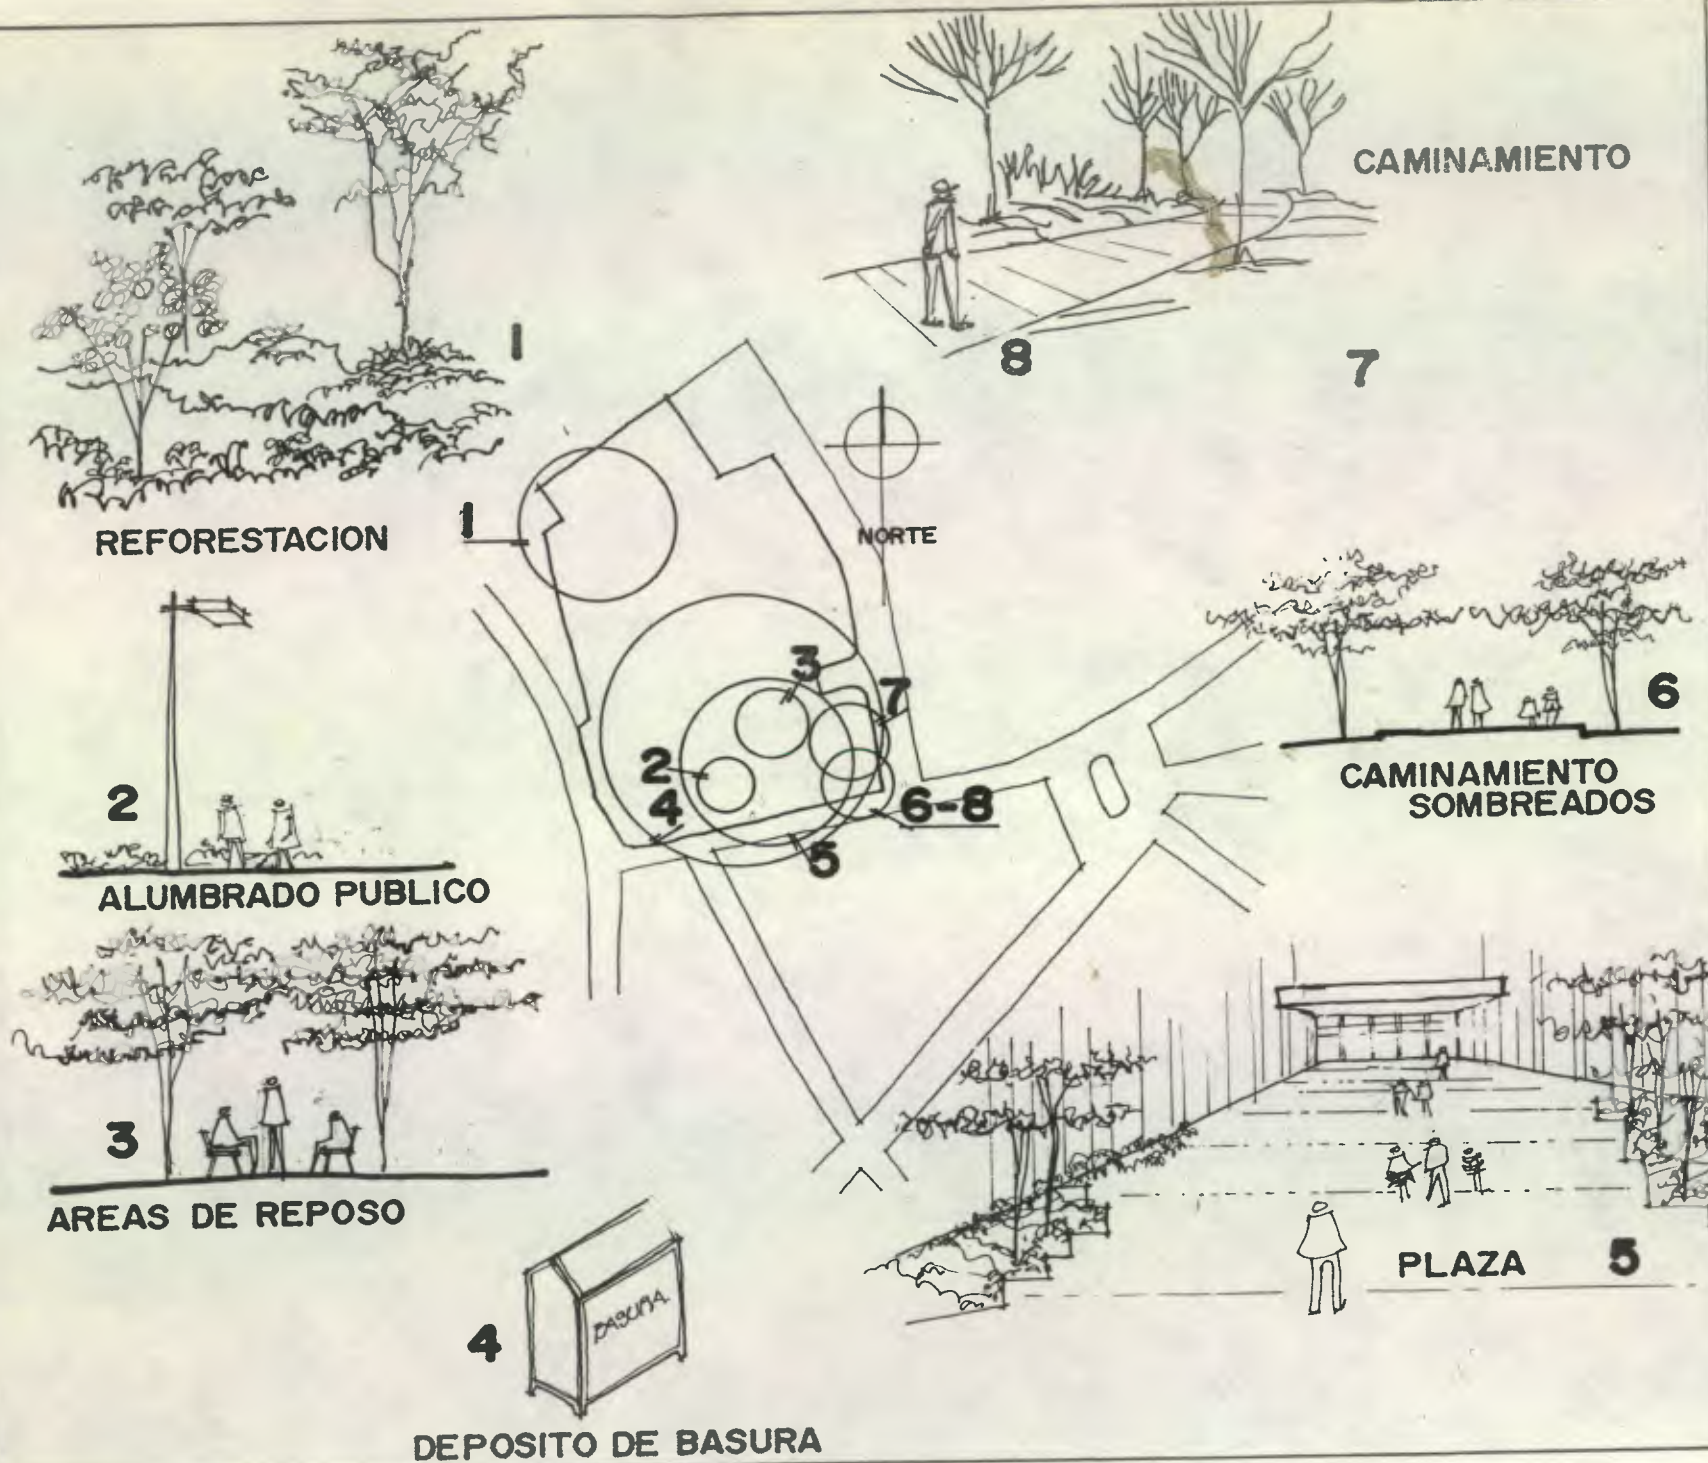 CAMINAMIENTO
8
7
1
REFORESTACION
1
NORTE
3
7
2
4
6-8
5
6
CAMINAMIENTO
SOMBREADOS
2
ALUMBRADO PUBLICO
3
AREAS DE REPOSO
PLAZA 5
4
BASURA
DEPOSITO DE BASURA